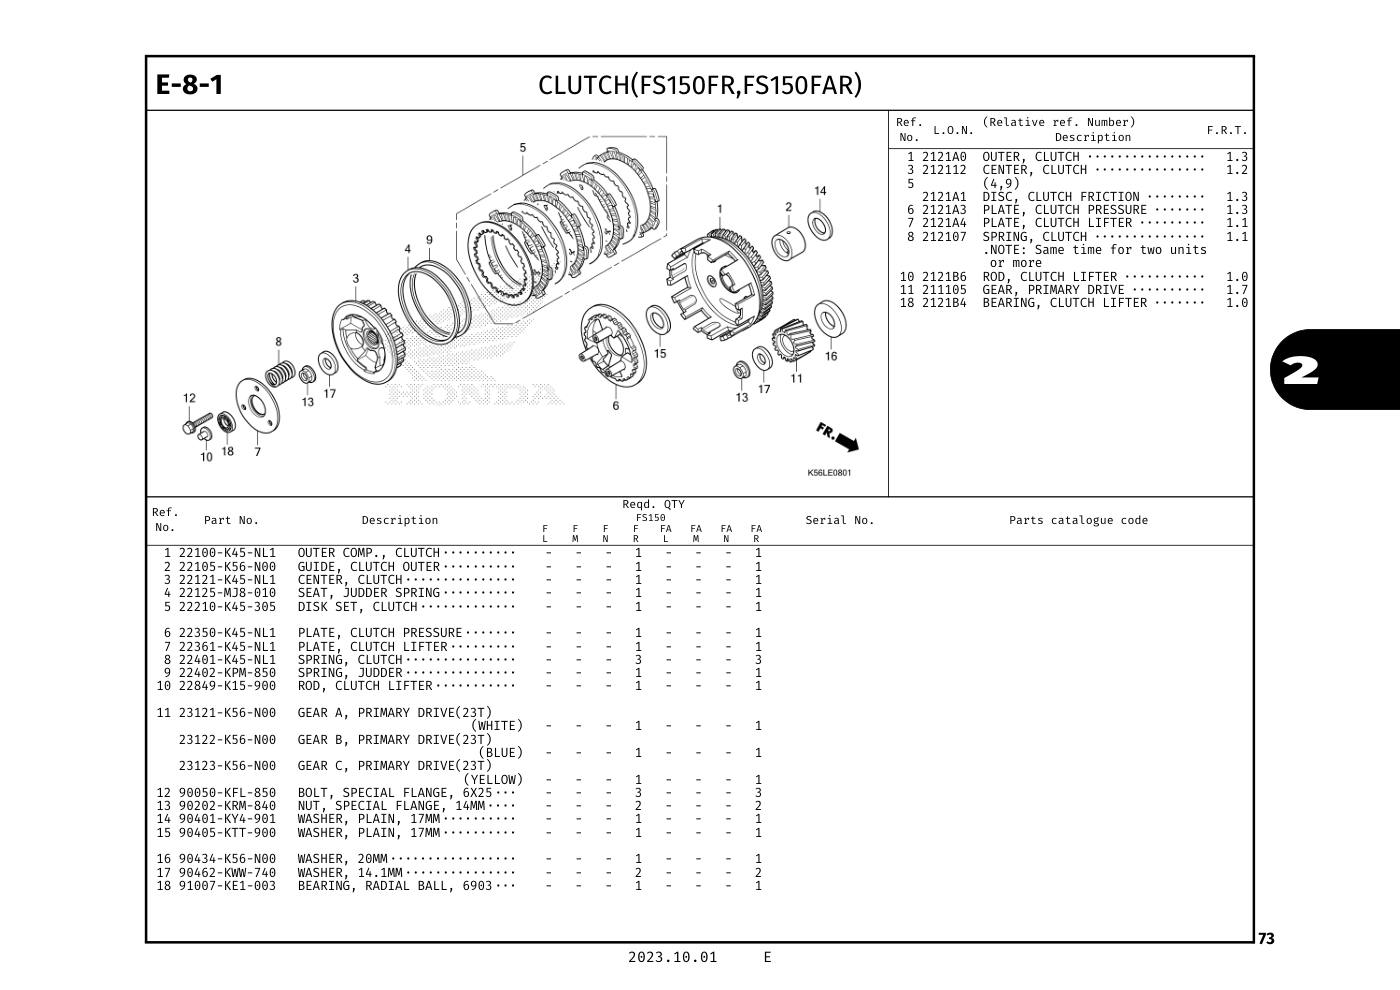 E-8-1
CLUTCH(FS150FR,FS150FAR)
5
14
1
2
9
4
3
8
15
16
12
17
13
17
11
13
6
10
18
7
FR.
K56LE0801
HONDA
Ref. No. L.O.N. (Relative ref. Number) Description F.R.T.
1 2121A0 OUTER, CLUTCH ················ 1.3
3 212112 CENTER, CLUTCH ··············· 1.2
5 (4,9)
2121A1 DISC, CLUTCH FRICTION ········ 1.3
6 2121A3 PLATE, CLUTCH PRESSURE ······· 1.3
7 2121A4 PLATE, CLUTCH LIFTER ········· 1.1
8 212107 SPRING, CLUTCH ··············· 1.1
.NOTE: Same time for two units
or more
10 2121B6 ROD, CLUTCH LIFTER ··········· 1.0
11 211105 GEAR, PRIMARY DRIVE ·········· 1.7
18 2121B4 BEARING, CLUTCH LIFTER ······· 1.0
2
Reqd. QTY
FS150
Ref. No. Part No. Description F L F M F N F R FA L FA M FA N FA R Serial No. Parts catalogue code
1 22100-K45-NL1 OUTER COMP., CLUTCH·········· - - - 1 - - - 1
2 22105-K56-N00 GUIDE, CLUTCH OUTER·········· - - - 1 - - - 1
3 22121-K45-NL1 CENTER, CLUTCH··············· - - - 1 - - - 1
4 22125-MJ8-010 SEAT, JUDDER SPRING·········· - - - 1 - - - 1
5 22210-K45-305 DISK SET, CLUTCH············· - - - 1 - - - 1
6 22350-K45-NL1 PLATE, CLUTCH PRESSURE······· - - - 1 - - - 1
7 22361-K45-NL1 PLATE, CLUTCH LIFTER········· - - - 1 - - - 1
8 22401-K45-NL1 SPRING, CLUTCH··············· - - - 3 - - - 3
9 22402-KPM-850 SPRING, JUDDER··············· - - - 1 - - - 1
10 22849-K15-900 ROD, CLUTCH LIFTER··········· - - - 1 - - - 1
11 23121-K56-N00 GEAR A, PRIMARY DRIVE(23T)
(WHITE) - - - 1 - - - 1
23122-K56-N00 GEAR B, PRIMARY DRIVE(23T)
(BLUE) - - - 1 - - - 1
23123-K56-N00 GEAR C, PRIMARY DRIVE(23T)
(YELLOW) - - - 1 - - - 1
12 90050-KFL-850 BOLT, SPECIAL FLANGE, 6X25··· - - - 3 - - - 3
13 90202-KRM-840 NUT, SPECIAL FLANGE, 14MM···· - - - 2 - - - 2
14 90401-KY4-901 WASHER, PLAIN, 17MM·········· - - - 1 - - - 1
15 90405-KTT-900 WASHER, PLAIN, 17MM·········· - - - 1 - - - 1
16 90434-K56-N00 WASHER, 20MM················· - - - 1 - - - 1
17 90462-KWW-740 WASHER, 14.1MM··············· - - - 2 - - - 2
18 91007-KE1-003 BEARING, RADIAL BALL, 6903··· - - - 1 - - - 1
73
2023.10.01 E